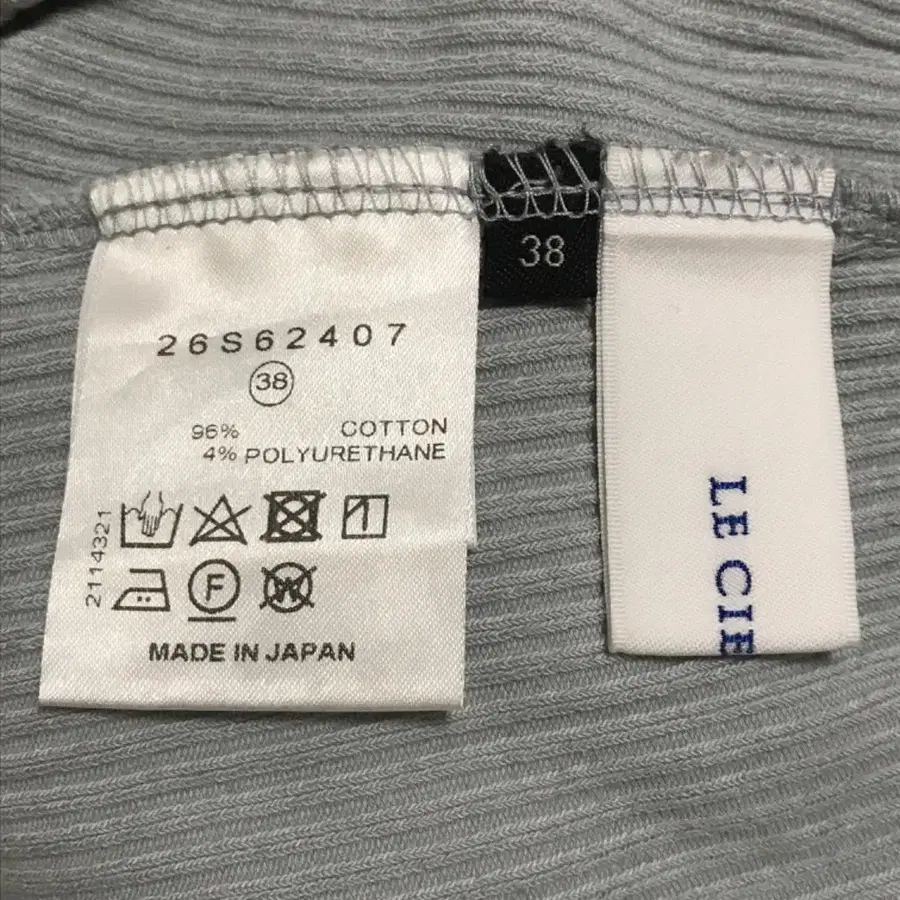 26S62407
38
96% COTTON
4% POLYURETHANE
2114321
F
W
MADE IN JAPAN
38
LE CIE